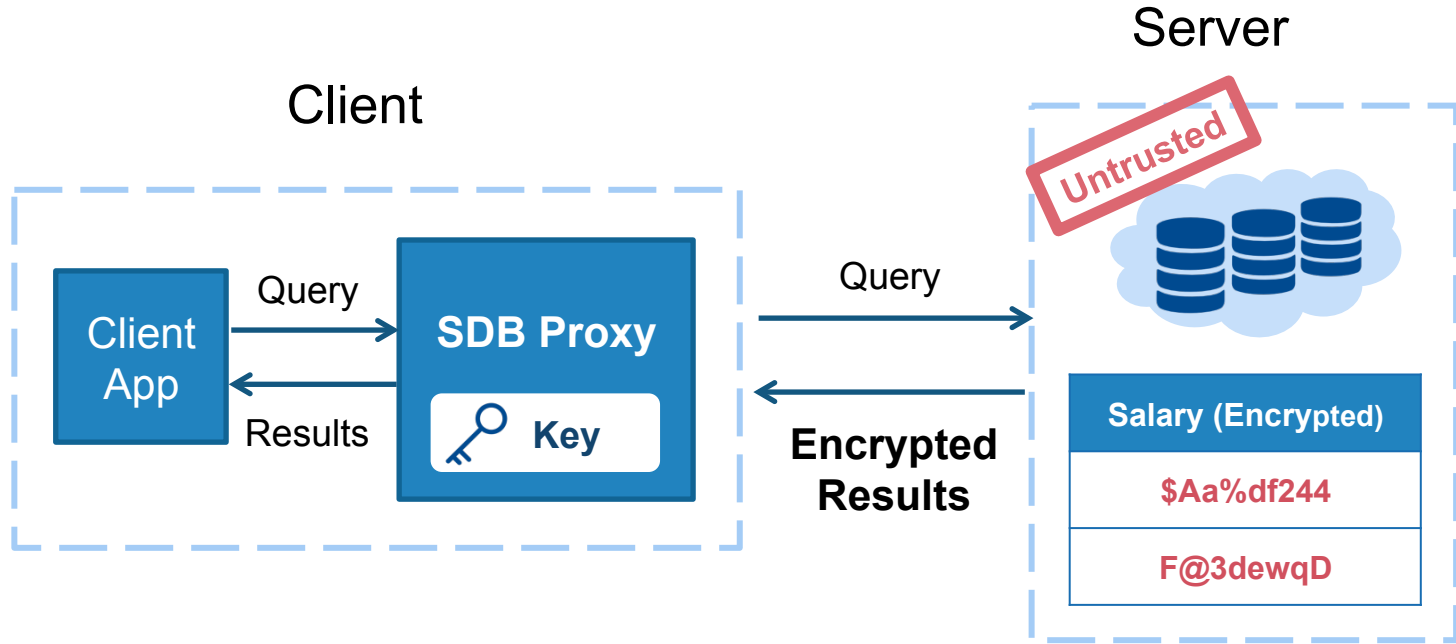 Server
Client
Untrusted
Client
App
Query
Results
SDB Proxy
Key
Query
Encrypted
Results
Salary (Encrypted)
$Aa%df244
F@3dewqD